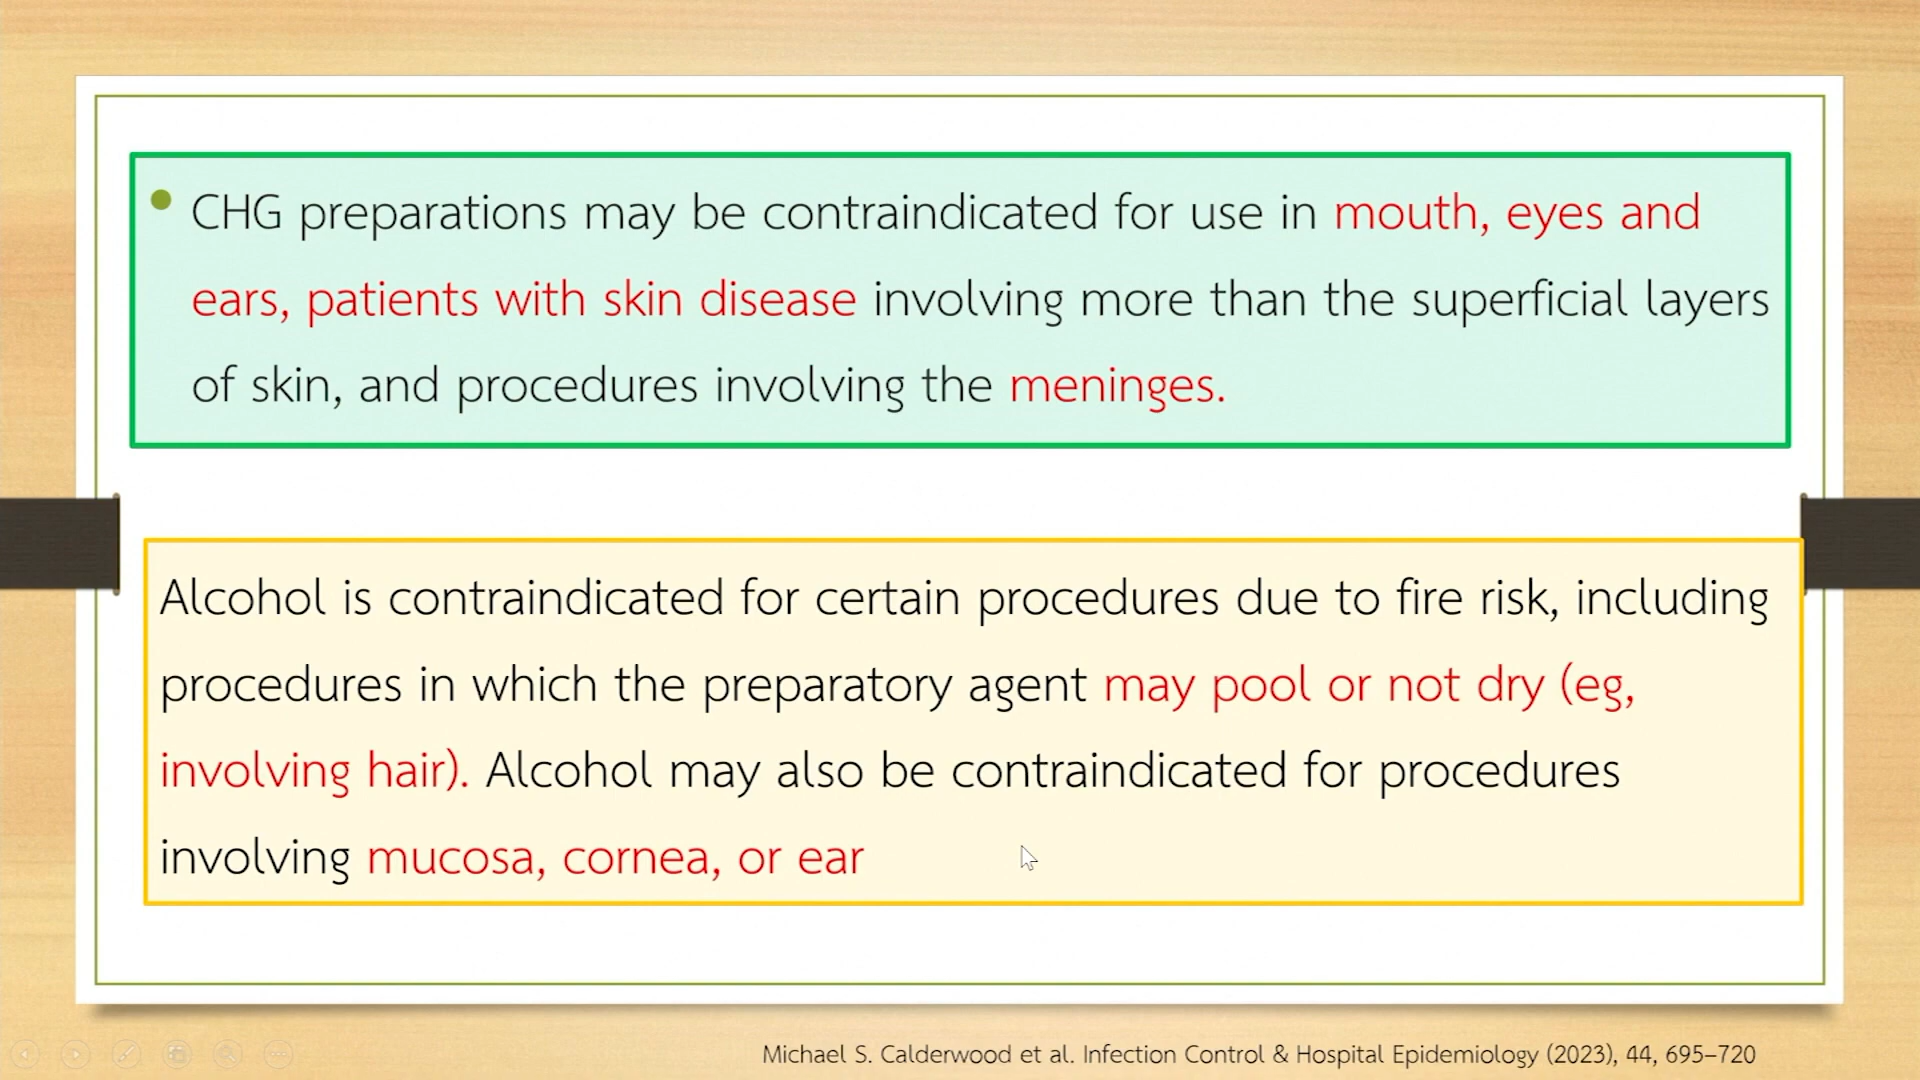 • CHG preparations may be contraindicated for use in mouth, eyes and
ears, patients with skin disease involving more than the superficial layers
of skin, and procedures involving the meninges.
Alcohol is contraindicated for certain procedures due to fire risk, including
procedures in which the preparatory agent may pool or not dry (eg,
involving hair). Alcohol may also be contraindicated for procedures
involving mucosa, cornea, or ear
Michael S. Calderwood et al. Infection Control & Hospital Epidemiology (2023), 44, 695–720